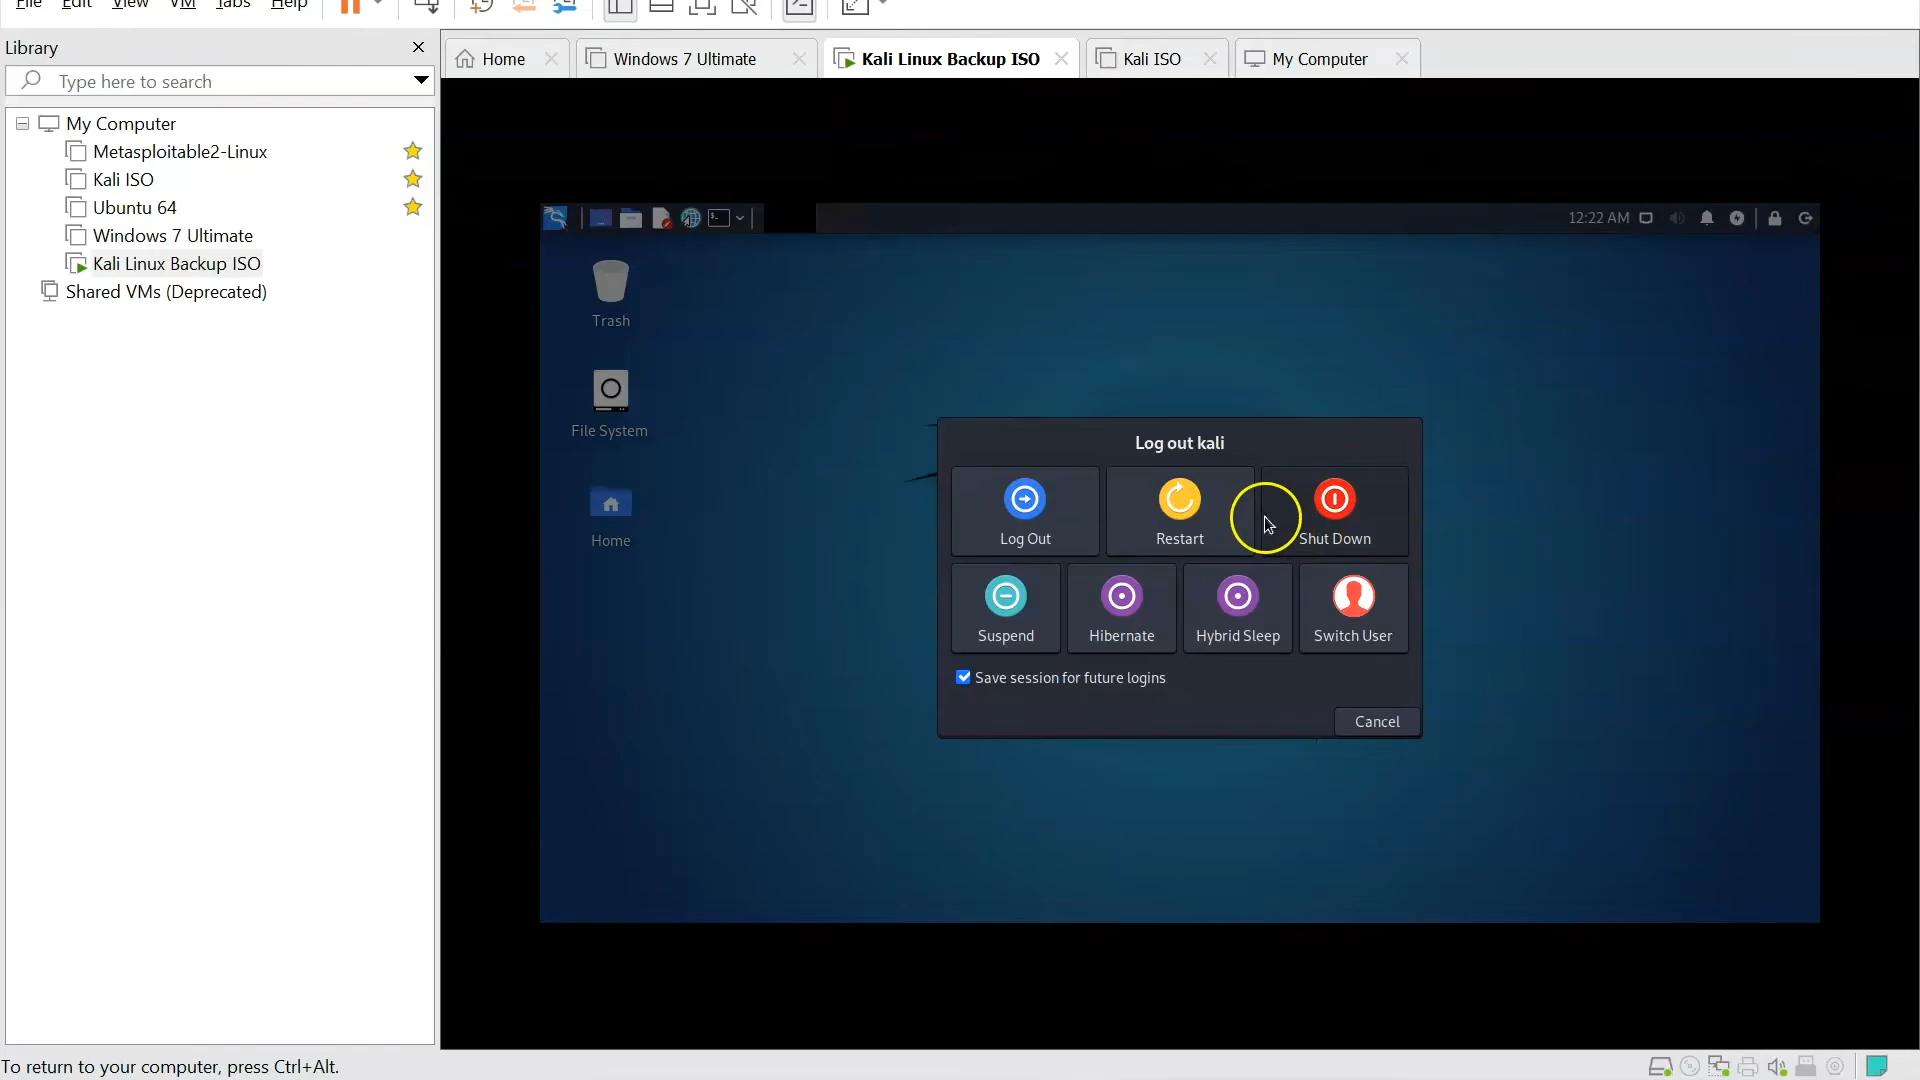 File Edit View VM Tabs Help
Library
Type here to search
My Computer
Metasploitable2-Linux
Kali ISO
Ubuntu 64
Windows 7 Ultimate
Kali Linux Backup ISO
Shared VMs (Deprecated)
Home
Windows 7 Ultimate
Kali Linux Backup ISO
Kali ISO
My Computer
12:22 AM
Trash
File System
Home
Log out kali
Log Out
Restart
Shut Down
Suspend
Hibernate
Hybrid Sleep
Switch User
Save session for future logins
Cancel
To return to your computer, press Ctrl+Alt.